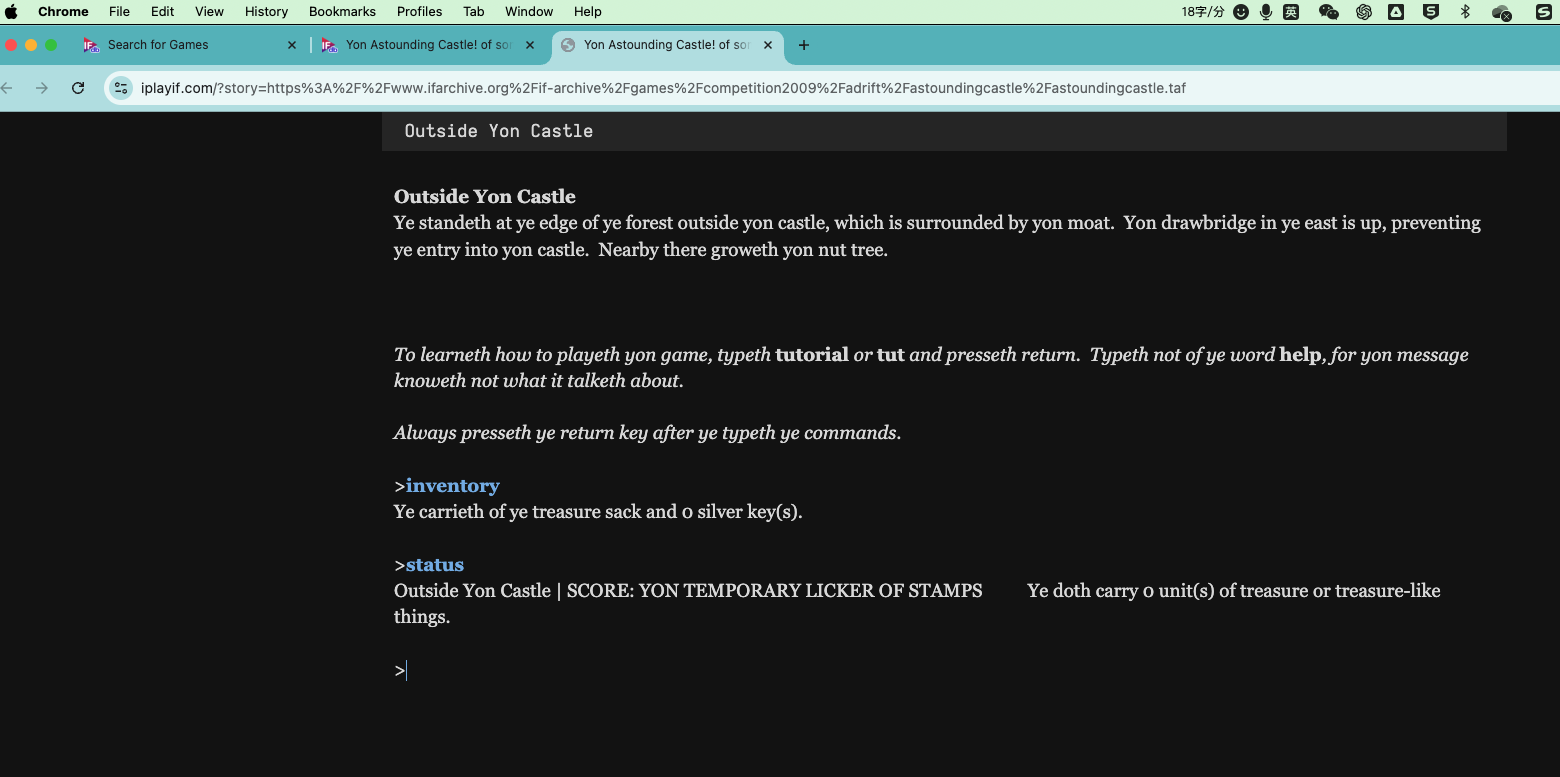 Chrome File Edit View History Bookmarks Profiles Tab Window Help 18字/分 英
Search for Games Yon Astounding Castle! of sor Yon Astounding Castle! of sor
iplayif.com/?story=https%3A%2F%2Fwww.ifarchive.org%2Fif-archive%2Fgames%2Fcompetition2009%2Fadrift%2Fastoundingcastle%2Fastoundingcastle.taf
Outside Yon Castle
Outside Yon Castle
Ye standeth at ye edge of ye forest outside yon castle, which is surrounded by yon moat. Yon drawbridge in ye east is up, preventing
ye entry into yon castle. Nearby there groweth yon nut tree.
To learneth how to playeth yon game, typeth tutorial or tut and presseth return. Typeth not of ye word help, for yon message
knoweth not what it talketh about.
Always presseth ye return key after ye typeth ye commands.
>inventory
Ye carrieth of ye treasure sack and 0 silver key(s).
>status
Outside Yon Castle | SCORE: YON TEMPORARY LICKER OF STAMPS Ye doth carry 0 unit(s) of treasure or treasure-like
things.
>